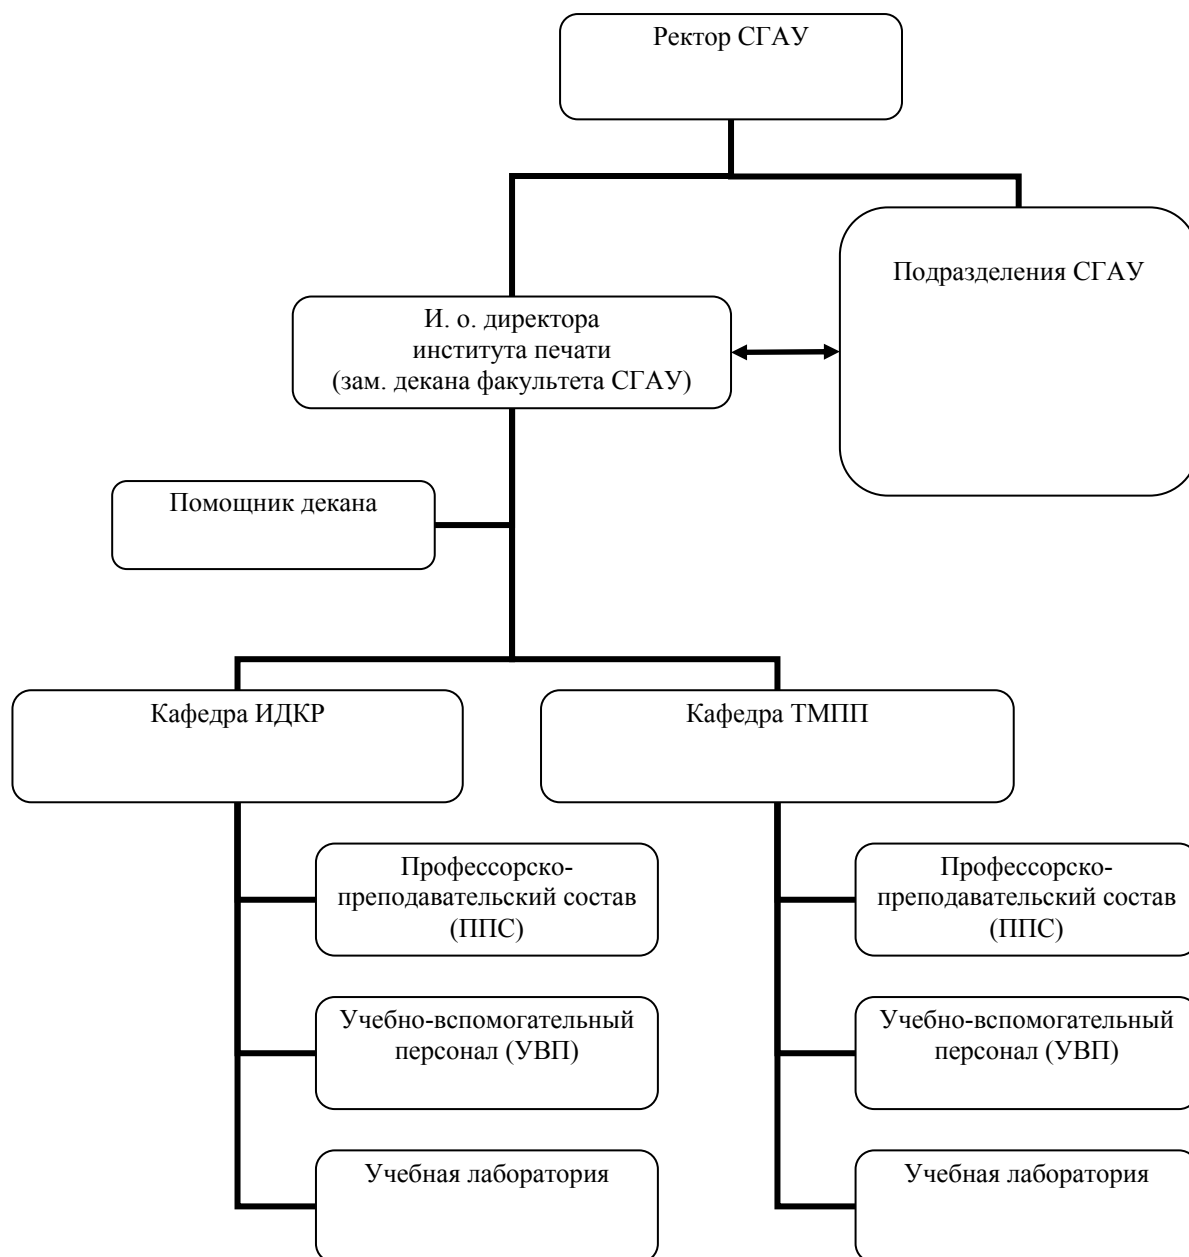 Ректор СГАУ
Подразделения СГАУ
И. о. директора
института печати
(зам. декана факультета СГАУ)
Помощник декана
Кафедра ИДКР
Кафедра ТМПП
Профессорско-
преподавательский состав
(ППС)
Профессорско-
преподавательский состав
(ППС)
Учебно-вспомогательный
персонал (УВП)
Учебно-вспомогательный
персонал (УВП)
Учебная лаборатория
Учебная лаборатория